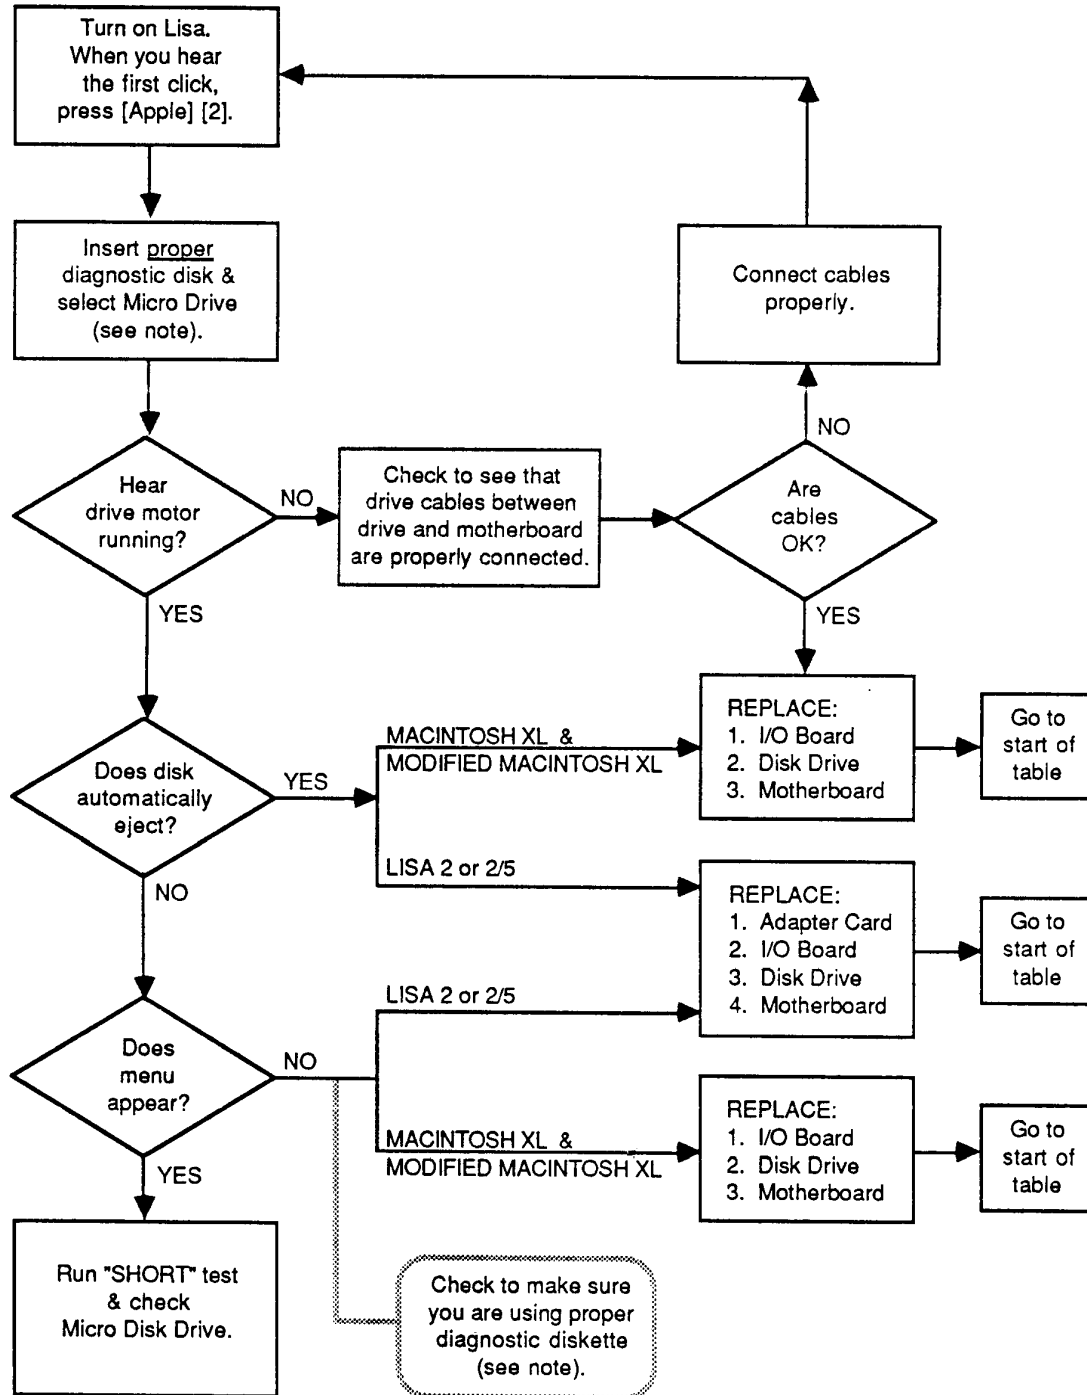 Turn on Lisa.
When you hear
the first click,
press [Apple] [2].
Insert proper
diagnostic disk &
select Micro Drive
(see note).
Connect cables
properly.
NO
Hear
drive motor
running?
NO
Check to see that
drive cables between
drive and motherboard
are properly connected.
Are
cables
OK?
YES
YES
Does disk
automatically
eject?
YES
MACINTOSH XL &
MODIFIED MACINTOSH XL
REPLACE:
1. I/O Board
2. Disk Drive
3. Motherboard
Go to
start of
table
LISA 2 or 2/5
REPLACE:
1. Adapter Card
2. I/O Board
3. Disk Drive
4. Motherboard
Go to
start of
table
NO
LISA 2 or 2/5
Does
menu
appear?
NO
MACINTOSH XL &
MODIFIED MACINTOSH XL
REPLACE:
1. I/O Board
2. Disk Drive
3. Motherboard
Go to
start of
table
YES
Run "SHORT" test
& check
Micro Disk Drive.
Check to make sure
you are using proper
diagnostic diskette
(see note).